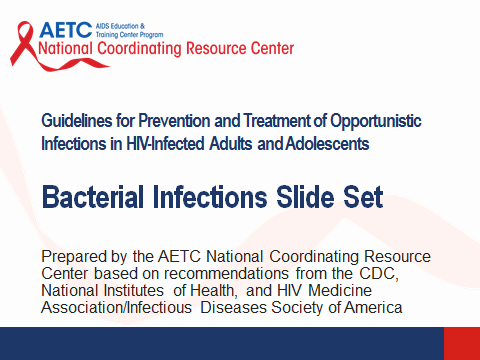 AETC AIDS Education &
Training Center Program
National Coordinating Resource Center
Guidelines for Prevention and Treatment of Opportunistic
Infections in HIV-Infected Adults and Adolescents
Bacterial Infections Slide Set
Prepared by the AETC National Coordinating Resource
Center based on recommendations from the CDC,
National Institutes of Health, and HIV Medicine
Association/Infectious Diseases Society of America